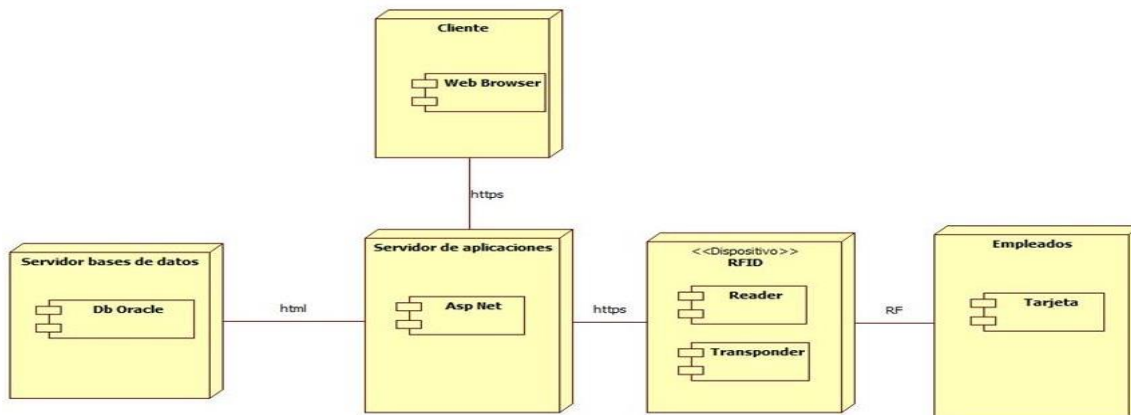 Cliente
Web Browser
https
Servidor bases de datos
Db Oracle
html
Servidor de aplicaciones
Asp Net
https
<<Dispositivo>>
RFID
Reader
Transponder
RF
Empleados
Tarjeta